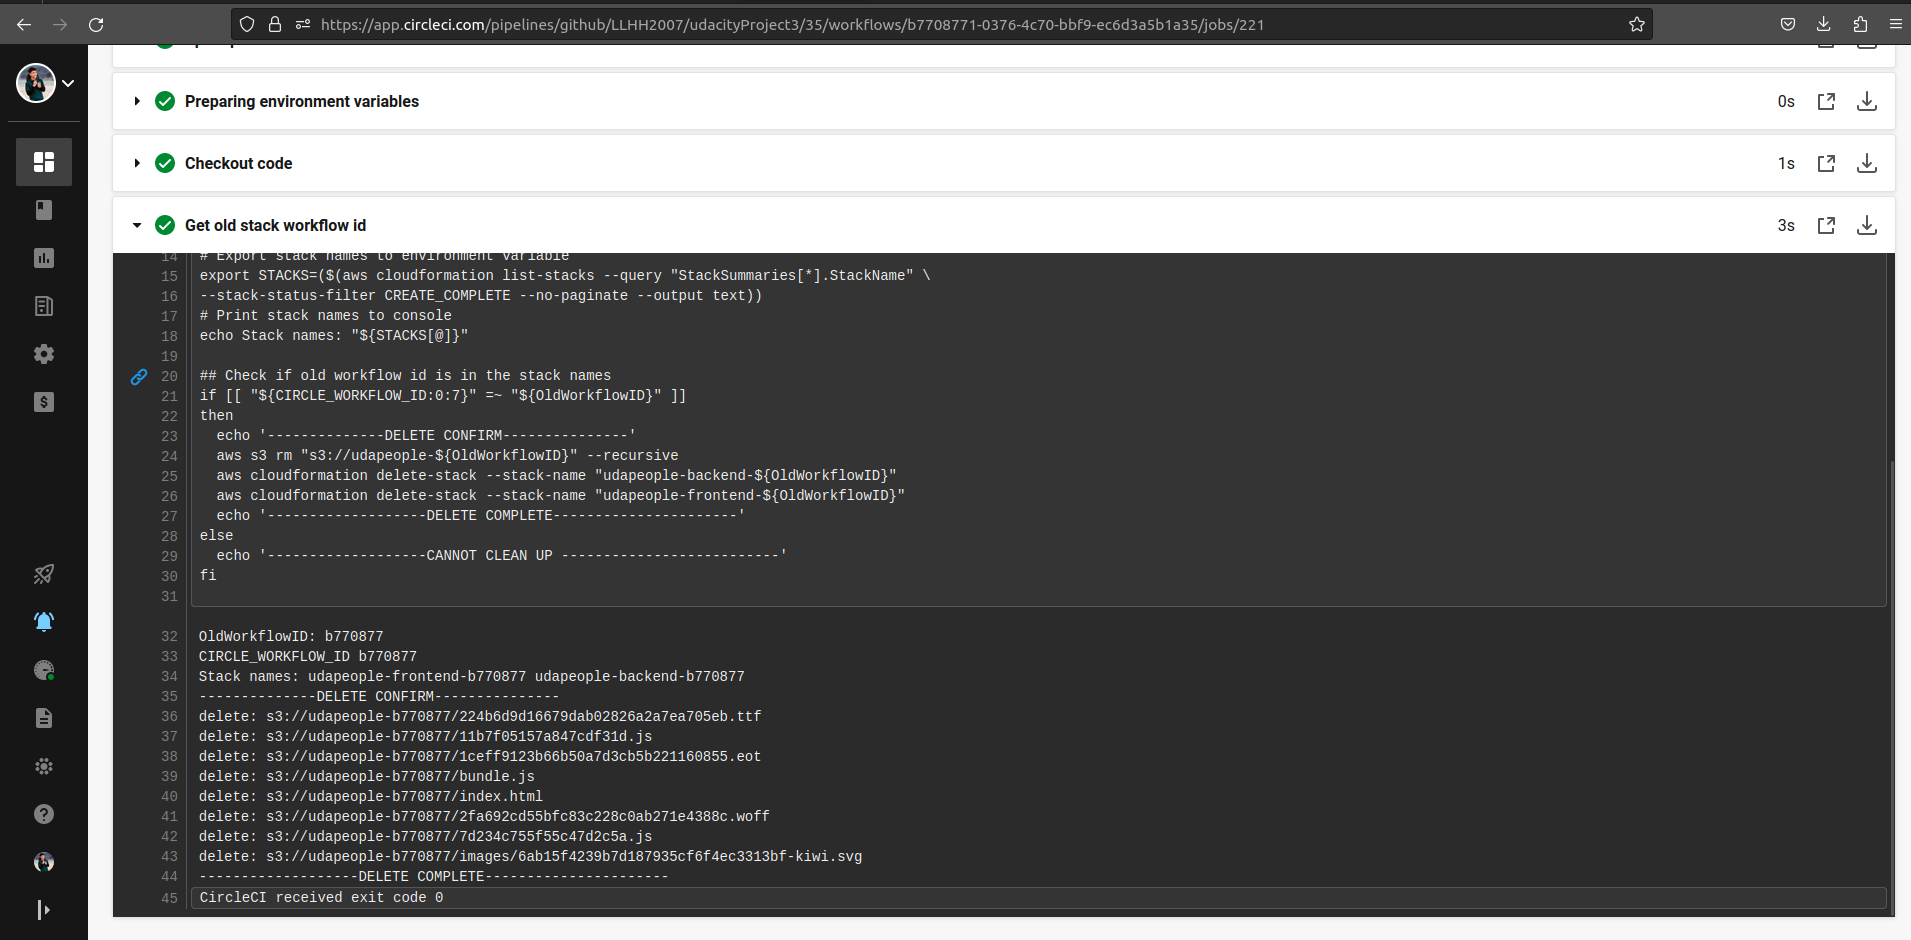 https://app.circleci.com/pipelines/github/LLHH2007/udacityProject3/35/workflows/b7708771-0376-4c70-bbf9-ec6d3a5b1a35/jobs/221
Preparing environment variables 0s
Checkout code 1s
Get old stack workflow id 3s
14 # Export stack names to environment variable
15 export STACKS=($(aws cloudformation list-stacks --query "StackSummaries[*].StackName" \
16 --stack-status-filter CREATE_COMPLETE --no-paginate --output text))
17 # Print stack names to console
18 echo Stack names: "${STACKS[@]}"
19
20 ## Check if old workflow id is in the stack names
21 if [[ "${CIRCLE_WORKFLOW_ID:0:7}" =~ "${OldWorkflowID}" ]]
22 then
23   echo '--------------DELETE CONFIRM---------------'
24   aws s3 rm "s3://udapeople-${OldWorkflowID}" --recursive
25   aws cloudformation delete-stack --stack-name "udapeople-backend-${OldWorkflowID}"
26   aws cloudformation delete-stack --stack-name "udapeople-frontend-${OldWorkflowID}"
27   echo '-------------------DELETE COMPLETE----------------------'
28 else
29   echo '-------------------CANNOT CLEAN UP --------------------------'
30 fi
31
32 OldWorkflowID: b770877
33 CIRCLE_WORKFLOW_ID b770877
34 Stack names: udapeople-frontend-b770877 udapeople-backend-b770877
35 --------------DELETE CONFIRM---------------
36 delete: s3://udapeople-b770877/224b6d9d16679dab02826a2a7ea705eb.ttf
37 delete: s3://udapeople-b770877/11b7f05157a847cdf31d.js
38 delete: s3://udapeople-b770877/1ceff9123b66b50a7d3cb5b221160855.eot
39 delete: s3://udapeople-b770877/bundle.js
40 delete: s3://udapeople-b770877/index.html
41 delete: s3://udapeople-b770877/2fa692cd55bfc83c228c0ab271e4388c.woff
42 delete: s3://udapeople-b770877/7d234c755f55c47d2c5a.js
43 delete: s3://udapeople-b770877/images/6ab15f4239b7d187935cf6f4ec3313bf-kiwi.svg
44 -------------------DELETE COMPLETE----------------------
45 CircleCI received exit code 0